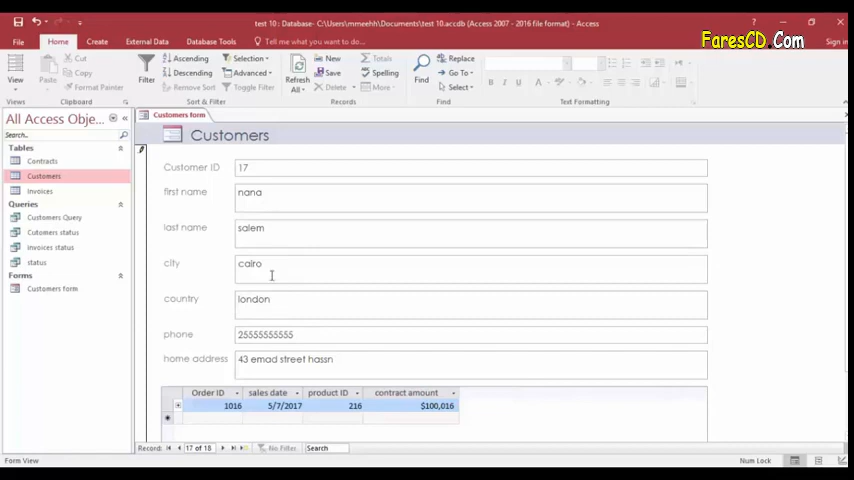 test 10 : Database- C:\Users\mmeehh\Documents\test 10.accdb (Access 2007 - 2016 file format) - Access
FaresCD.Com
File Home Create External Data Database Tools Tell me what you want to do... Sign in
View Paste Cut Copy Format Painter Filter Ascending Descending Remove Sort Selection Advanced Toggle Filter Refresh All New Save Delete Totals Spelling More Find Replace Go To Select B I U A
Views Clipboard Sort & Filter Records Find Text Formatting
All Access Obje...
Search...
Tables
Contracts
Customers
Invoices
Queries
Customers Query
Cutomers status
Invoices status
status
Forms
Customers form
Customers form
Customers
Customer ID 17
first name nana
last name salem
city cairo
country london
phone 25555555555
home address 43 emad street hassn
Order ID sales date product ID contract amount
1016 5/7/2017 216 $100,016
Record: 17 of 18 No Filter Search
Form View Num Lock